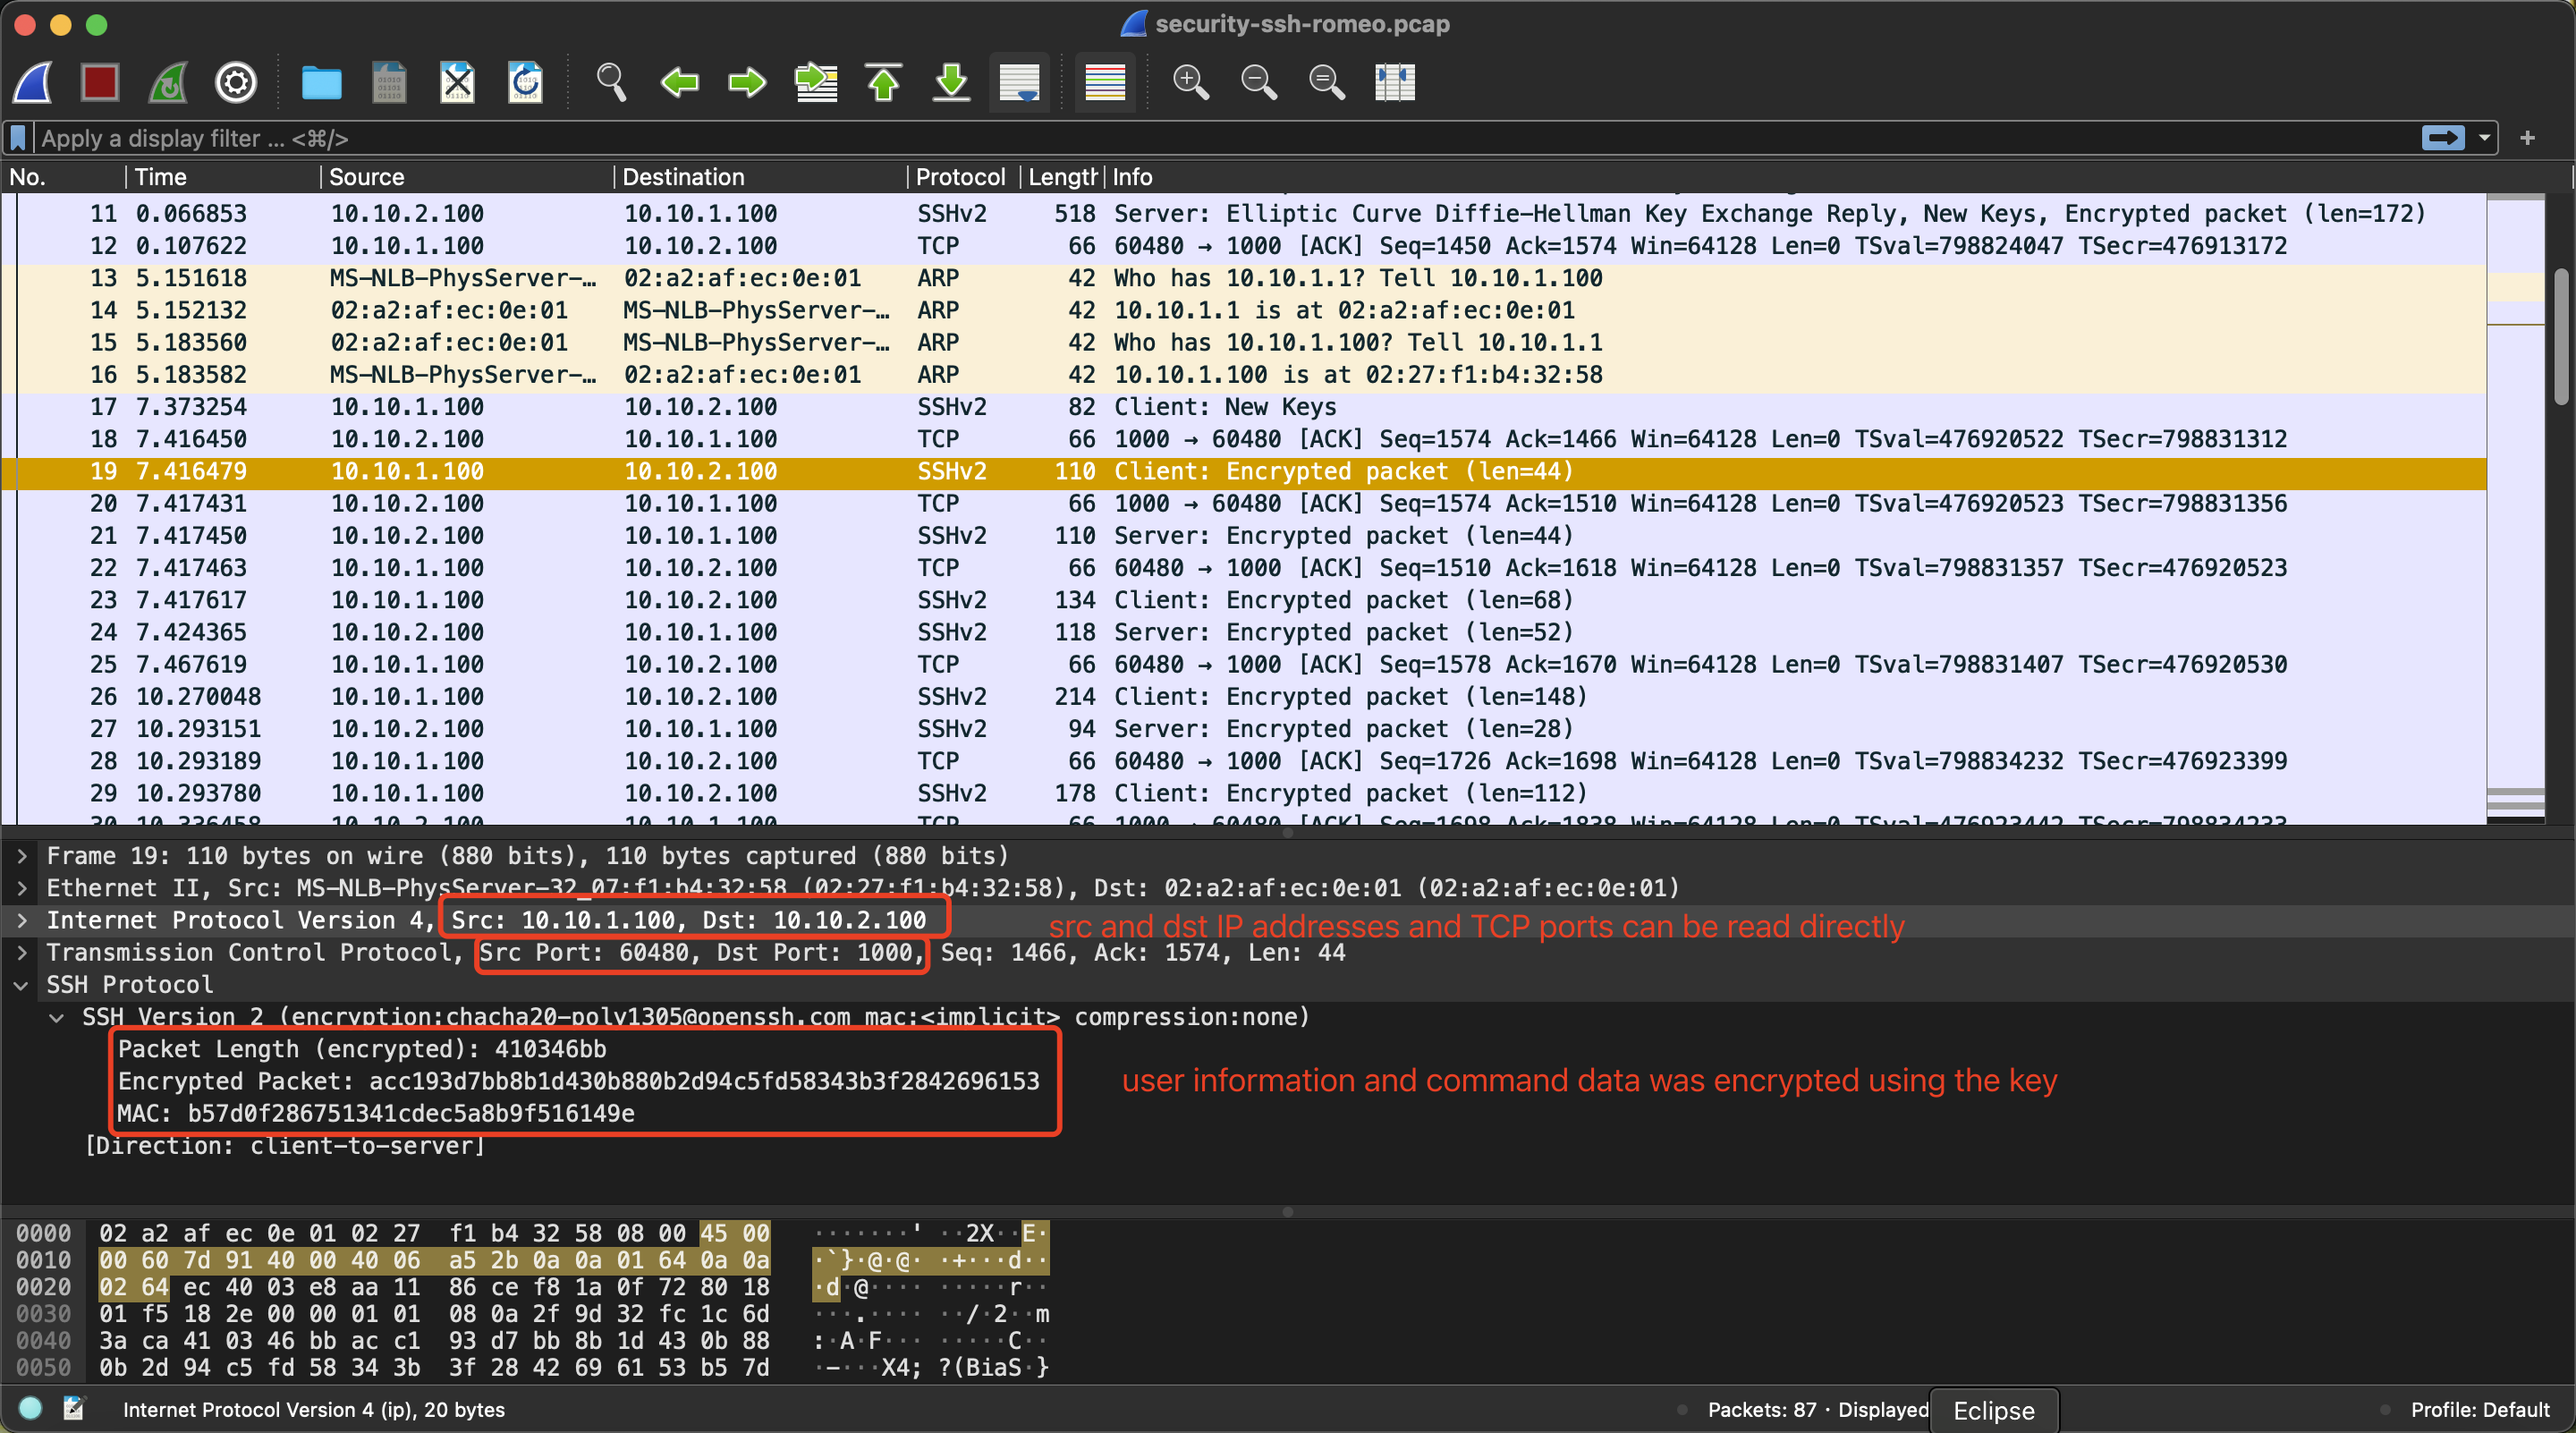 security-ssh-romeo.pcap
Apply a display filter … <⌘/>
No. Time Source Destination Protocol Length Info
11 0.066853 10.10.2.100 10.10.1.100 SSHv2 518 Server: Elliptic Curve Diffie-Hellman Key Exchange Reply, New Keys, Encrypted packet (len=172)
12 0.107622 10.10.1.100 10.10.2.100 TCP 66 60480 → 1000 [ACK] Seq=1450 Ack=1574 Win=64128 Len=0 TSval=798824047 TSecr=476913172
13 5.151618 MS-NLB-PhysServer-… 02:a2:af:ec:0e:01 ARP 42 Who has 10.10.1.1? Tell 10.10.1.100
14 5.152132 02:a2:af:ec:0e:01 MS-NLB-PhysServer-… ARP 42 10.10.1.1 is at 02:a2:af:ec:0e:01
15 5.183560 02:a2:af:ec:0e:01 MS-NLB-PhysServer-… ARP 42 Who has 10.10.1.100? Tell 10.10.1.1
16 5.183582 MS-NLB-PhysServer-… 02:a2:af:ec:0e:01 ARP 42 10.10.1.100 is at 02:27:f1:b4:32:58
17 7.373254 10.10.1.100 10.10.2.100 SSHv2 82 Client: New Keys
18 7.416450 10.10.2.100 10.10.1.100 TCP 66 1000 → 60480 [ACK] Seq=1574 Ack=1466 Win=64128 Len=0 TSval=476920522 TSecr=798831312
19 7.416479 10.10.1.100 10.10.2.100 SSHv2 110 Client: Encrypted packet (len=44)
20 7.417431 10.10.2.100 10.10.1.100 TCP 66 1000 → 60480 [ACK] Seq=1574 Ack=1510 Win=64128 Len=0 TSval=476920523 TSecr=798831356
21 7.417450 10.10.2.100 10.10.1.100 SSHv2 110 Server: Encrypted packet (len=44)
22 7.417463 10.10.1.100 10.10.2.100 TCP 66 60480 → 1000 [ACK] Seq=1510 Ack=1618 Win=64128 Len=0 TSval=798831357 TSecr=476920523
23 7.417617 10.10.1.100 10.10.2.100 SSHv2 134 Client: Encrypted packet (len=68)
24 7.424365 10.10.2.100 10.10.1.100 SSHv2 118 Server: Encrypted packet (len=52)
25 7.467619 10.10.1.100 10.10.2.100 TCP 66 60480 → 1000 [ACK] Seq=1578 Ack=1670 Win=64128 Len=0 TSval=798831407 TSecr=476920530
26 10.270048 10.10.1.100 10.10.2.100 SSHv2 214 Client: Encrypted packet (len=148)
27 10.293151 10.10.2.100 10.10.1.100 SSHv2 94 Server: Encrypted packet (len=28)
28 10.293189 10.10.1.100 10.10.2.100 TCP 66 60480 → 1000 [ACK] Seq=1726 Ack=1698 Win=64128 Len=0 TSval=798834232 TSecr=476923399
29 10.293780 10.10.1.100 10.10.2.100 SSHv2 178 Client: Encrypted packet (len=112)
30 10.336458 10.10.2.100 10.10.1.100 TCP 66 1000 → 60480 [ACK] Seq=1698 Ack=1838 Win=64128 Len=0 TSval=476923442 TSecr=798834233
Frame 19: 110 bytes on wire (880 bits), 110 bytes captured (880 bits)
Ethernet II, Src: MS-NLB-PhysServer-32_07:f1:b4:32:58 (02:27:f1:b4:32:58), Dst: 02:a2:af:ec:0e:01 (02:a2:af:ec:0e:01)
Internet Protocol Version 4, Src: 10.10.1.100, Dst: 10.10.2.100
src and dst IP addresses and TCP ports can be read directly
Transmission Control Protocol, Src Port: 60480, Dst Port: 1000, Seq: 1466, Ack: 1574, Len: 44
SSH Protocol
SSH Version 2 (encryption:chacha20-poly1305@openssh.com mac:<implicit> compression:none)
Packet Length (encrypted): 410346bb
Encrypted Packet: acc193d7bb8b1d430b880b2d94c5fd58343b3f2842696153
user information and command data was encrypted using the key
MAC: b57d0f286751341cdec5a8b9f516149e
[Direction: client-to-server]
0000 02 a2 af ec 0e 01 02 27 f1 b4 32 58 08 00 45 00 ·······' ··2X··E·
0010 00 60 7d 91 40 00 40 06 a5 2b 0a 0a 01 64 0a 0a ·`}·@·@· ·+···d··
0020 02 64 ec 40 03 e8 aa 11 86 ce f8 1a 0f 72 80 18 ·d·@···· ·····r··
0030 01 f5 18 2e 00 00 01 01 08 0a 2f 9d 32 fc 1c 6d ···.···· ··/·2··m
0040 3a ca 41 03 46 bb ac c1 93 d7 bb 8b 1d 43 0b 88 :·A·F··· ·····C··
0050 0b 2d 94 c5 fd 58 34 3b 3f 28 42 69 61 53 b5 7d ·-···X4; ?(BiaS·}
Internet Protocol Version 4 (ip), 20 bytes
Packets: 87 · Displayed
Eclipse
Profile: Default